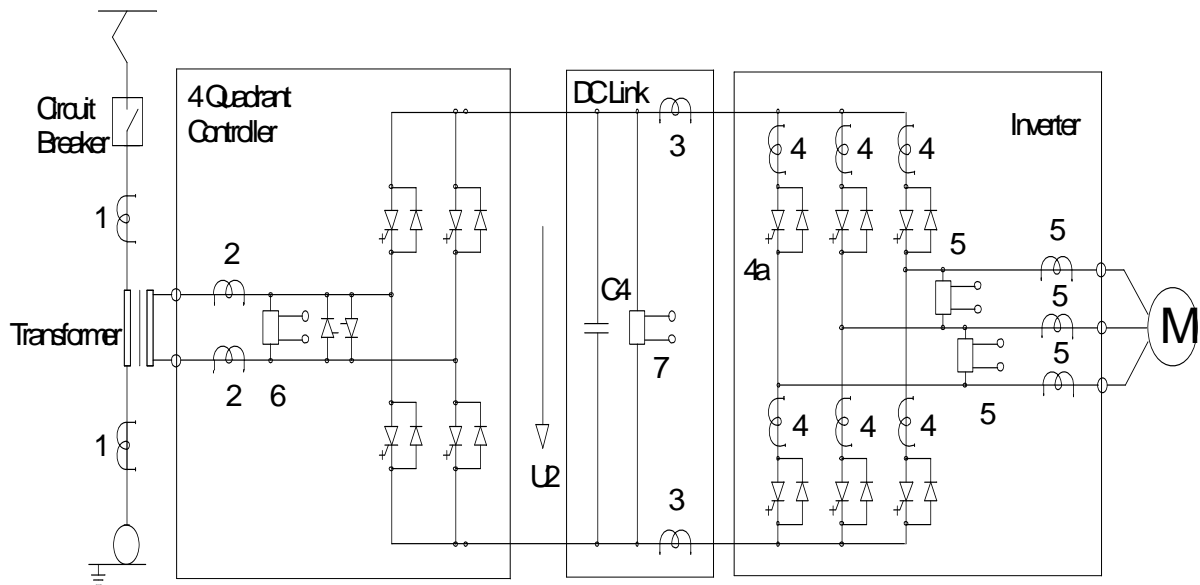 4 Quadrant
Controller
DC Link
Inverter
Circuit
Breaker
3
4
4
4
1
2
5
5
4a
5
C4
Transformer
M
7
2
6
5
5
1
4
4
4
U2
3